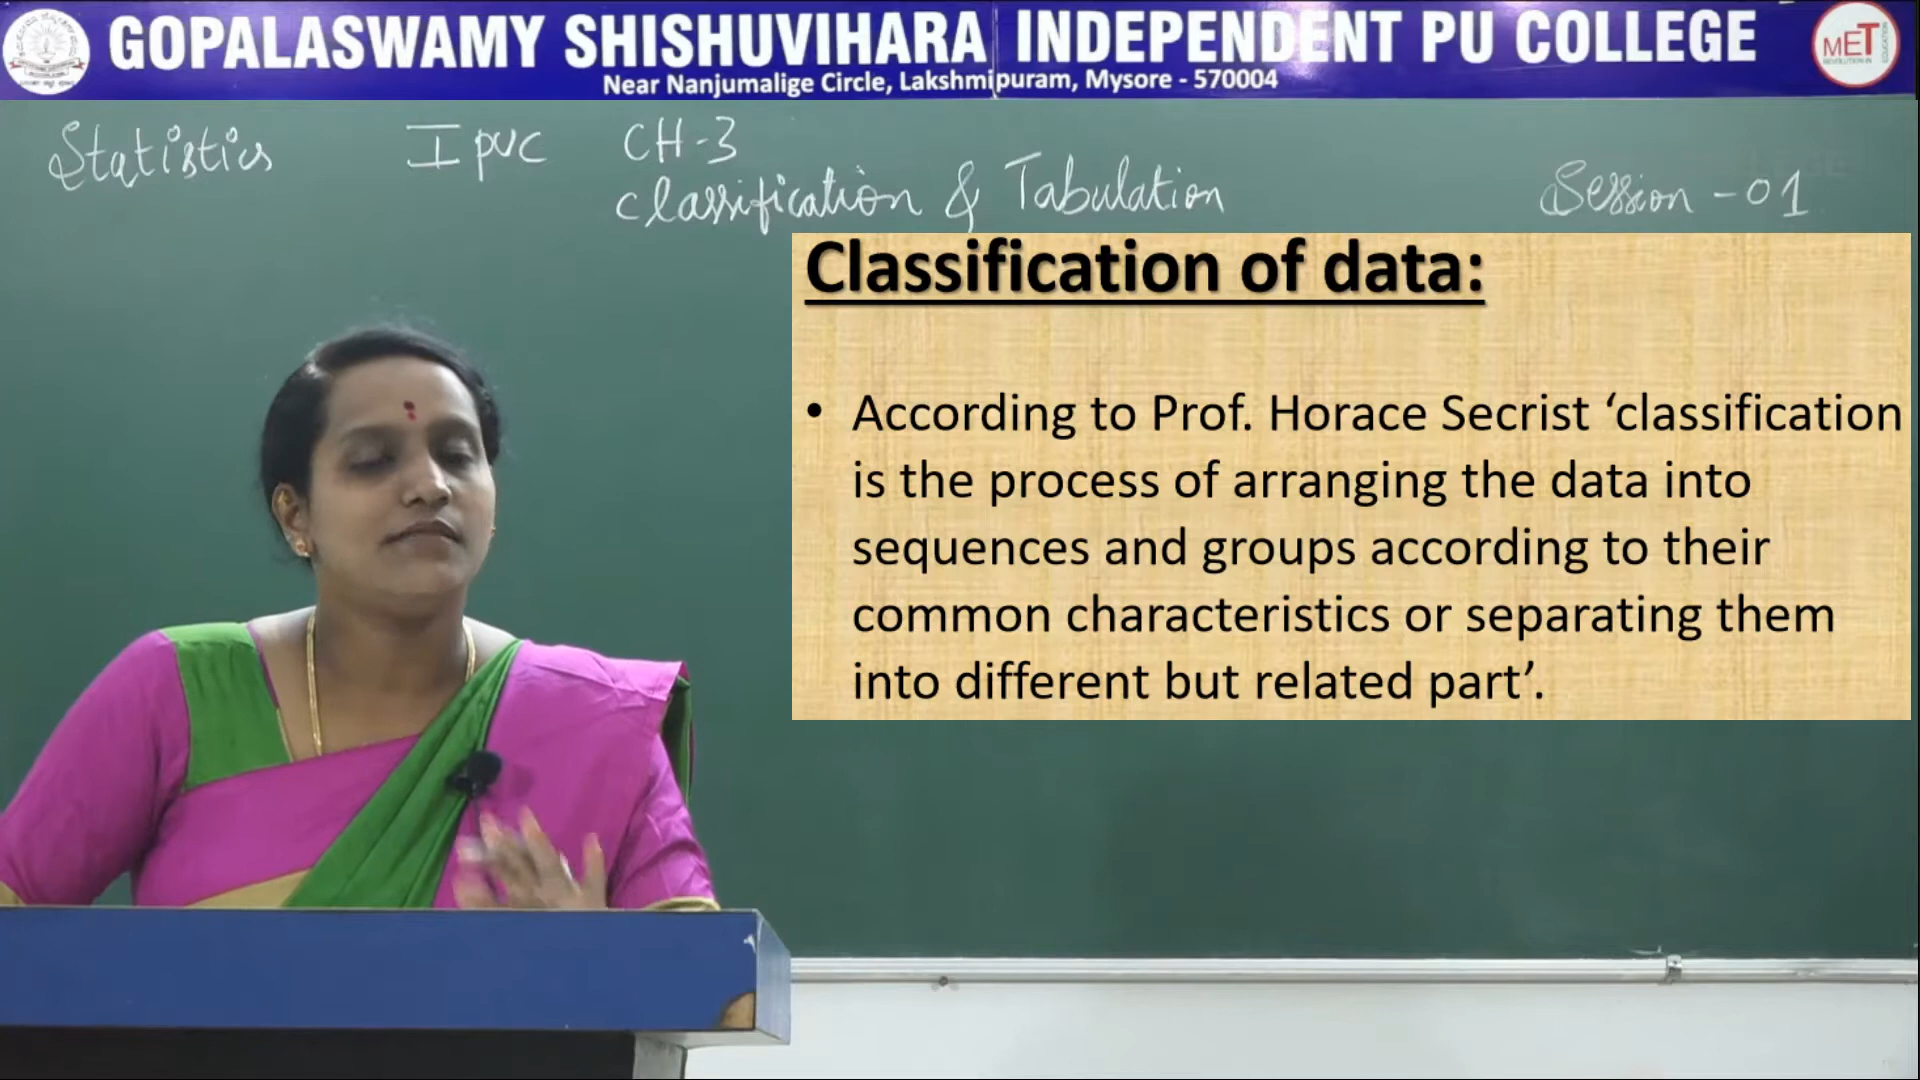 GOPALASWAMY SHISHUVIHARA INDEPENDENT PU COLLEGE
Near Nanjumalige Circle, Lakshmipuram, Mysore - 570004
MET
Statistics I PUC CH-3
Classification & Tabulation
Session - 01
Classification of data:
• According to Prof. Horace Secrist ‘classification
is the process of arranging the data into
sequences and groups according to their
common characteristics or separating them
into different but related part’.